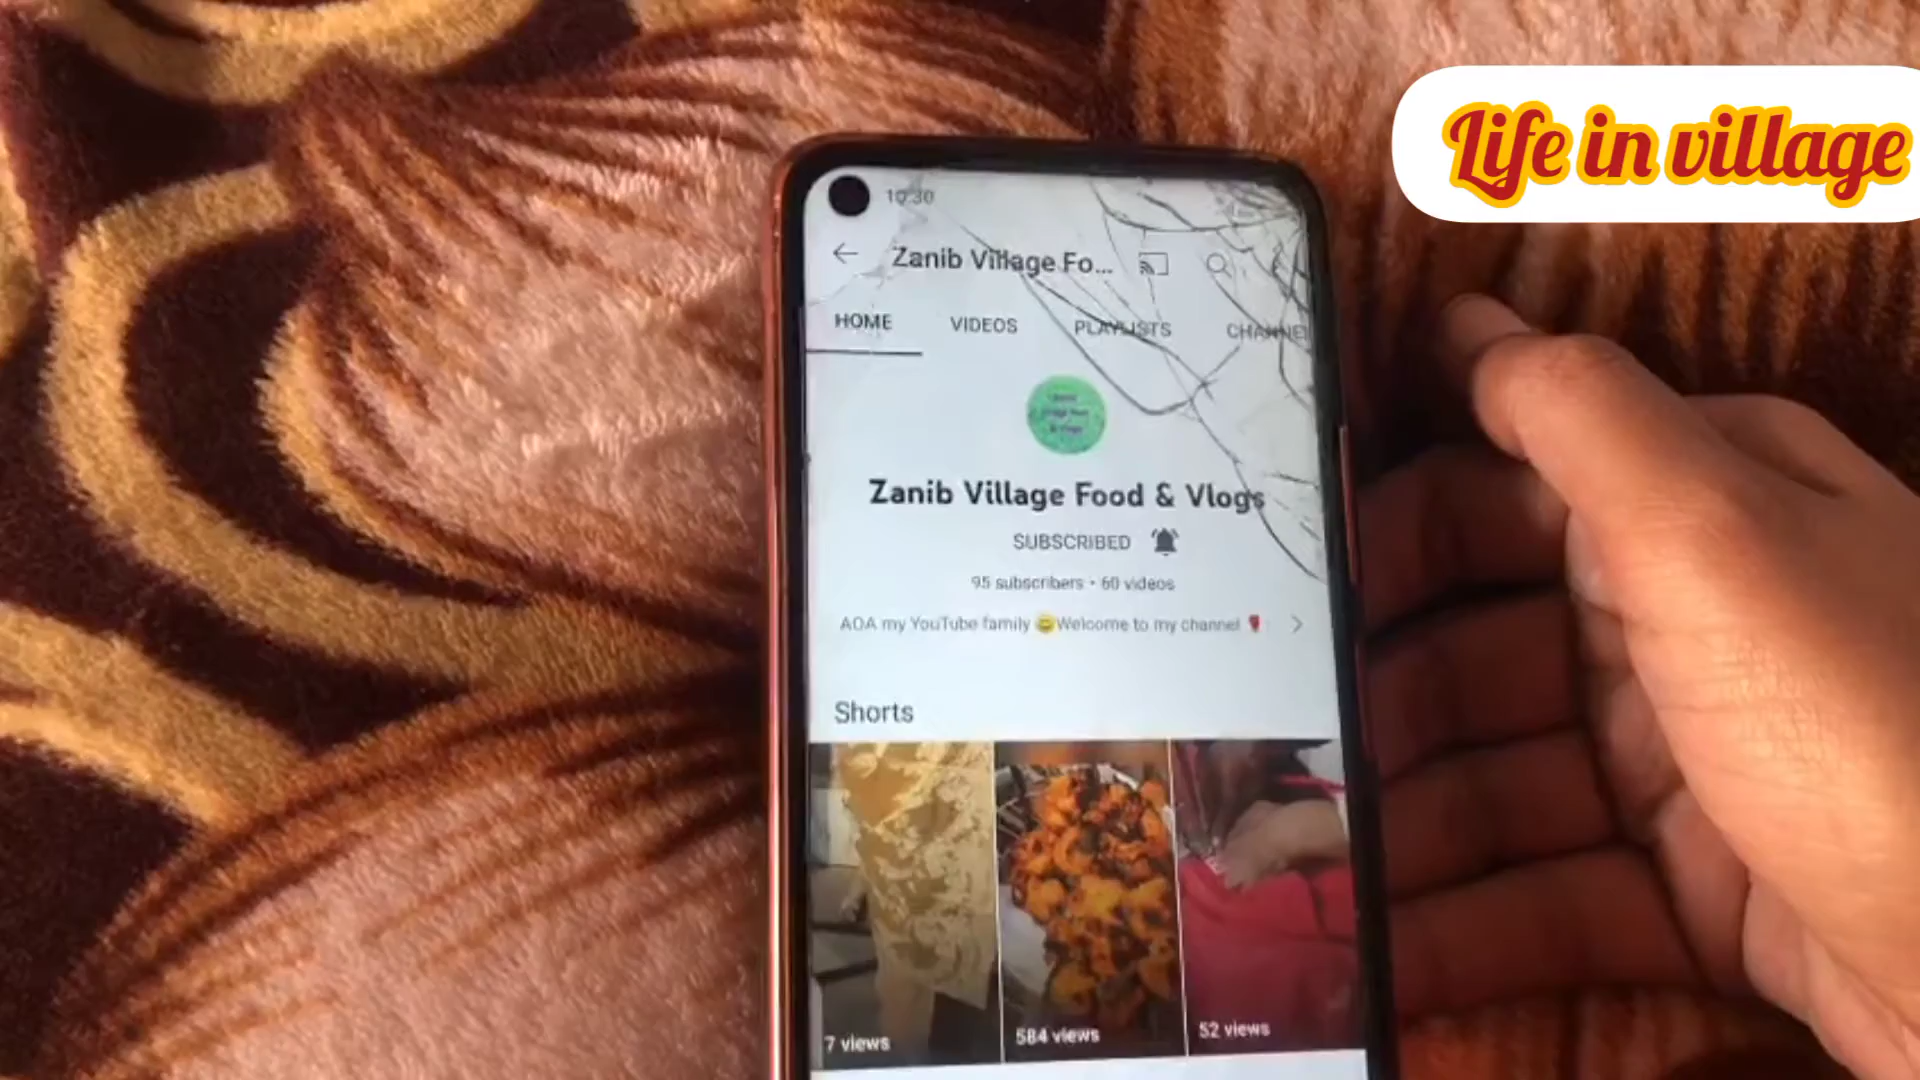 Life in village
10:30
Zanib Village Fo...
HOME VIDEOS PLAYLISTS CHANNEL
Zanib Village Food & Vlogs
SUBSCRIBED
95 subscribers • 60 videos
AOA my YouTube family 😄Welcome to my channel 🌹
Shorts
7 views
584 views
52 views